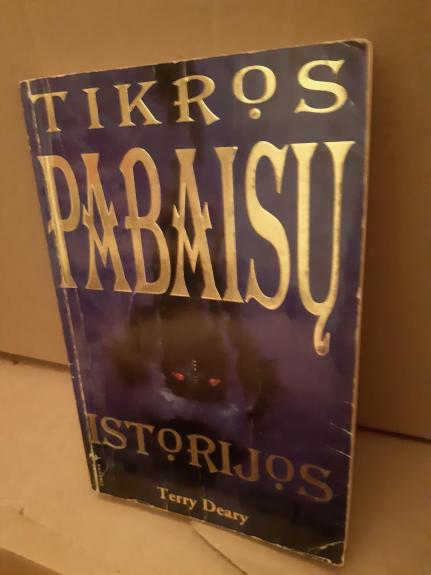 TIKROS
PABAISŲ
ISTORIJOS
Terry Deary